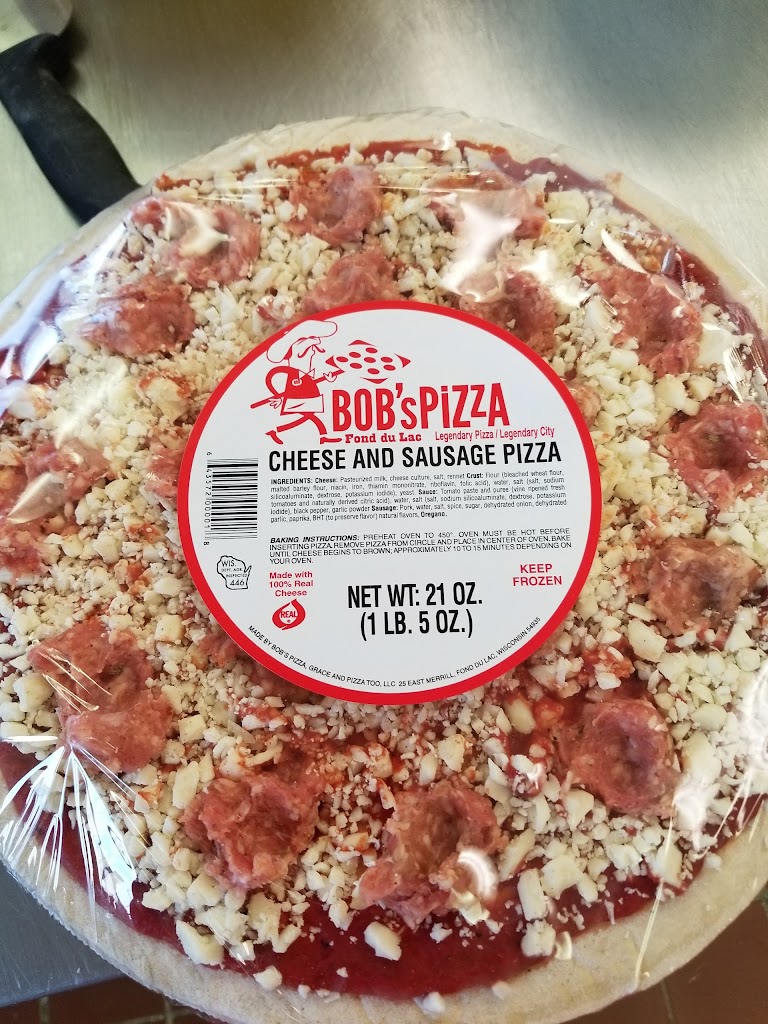 BOB'S PiZZA
Fond du Lac Legendary Pizza / Legendary City
CHEESE AND SAUSAGE PIZZA
INGREDIENTS: Cheese: Pasteurized milk, cheese culture, salt, rennet Crust: Flour (bleached wheat flour,
malted barley flour, niacin, iron, thiamin mononitrate, riboflavin, folic acid), water, salt (salt, sodium
silicoaluminate, dextrose, potassium iodide), yeast. Sauce: Tomato paste and puree (vine ripened fresh
tomatoes and naturally derived citric acid), water, salt (salt, sodium silicoaluminate, dextrose, potassium
iodide), black pepper, garlic powder Sausage: Pork, water, salt, spice, sugar, dehydrated onion, dehydrated
garlic, paprika, BHT (to preserve flavor) natural flavors, Oregano.
BAKING INSTRUCTIONS: PREHEAT OVEN TO 450°. OVEN MUST BE HOT BEFORE
INSERTING PIZZA. REMOVE PIZZA FROM CIRCLE AND PLACE IN CENTER OF OVEN. BAKE
UNTIL CHEESE BEGINS TO BROWN; APPROXIMATELY 10 TO 15 MINUTES DEPENDING ON
YOUR OVEN.
WIS.
DEPT. AGR.
INSPECTED
446
Made with
100% Real
Cheese
REAL
KEEP
FROZEN
NET WT: 21 OZ.
(1 LB. 5 OZ.)
MADE BY BOB'S PIZZA, GRACE AND PIZZA TOO, LLC 25 EAST MERRILL, FOND DU LAC, WISCONSIN 54935